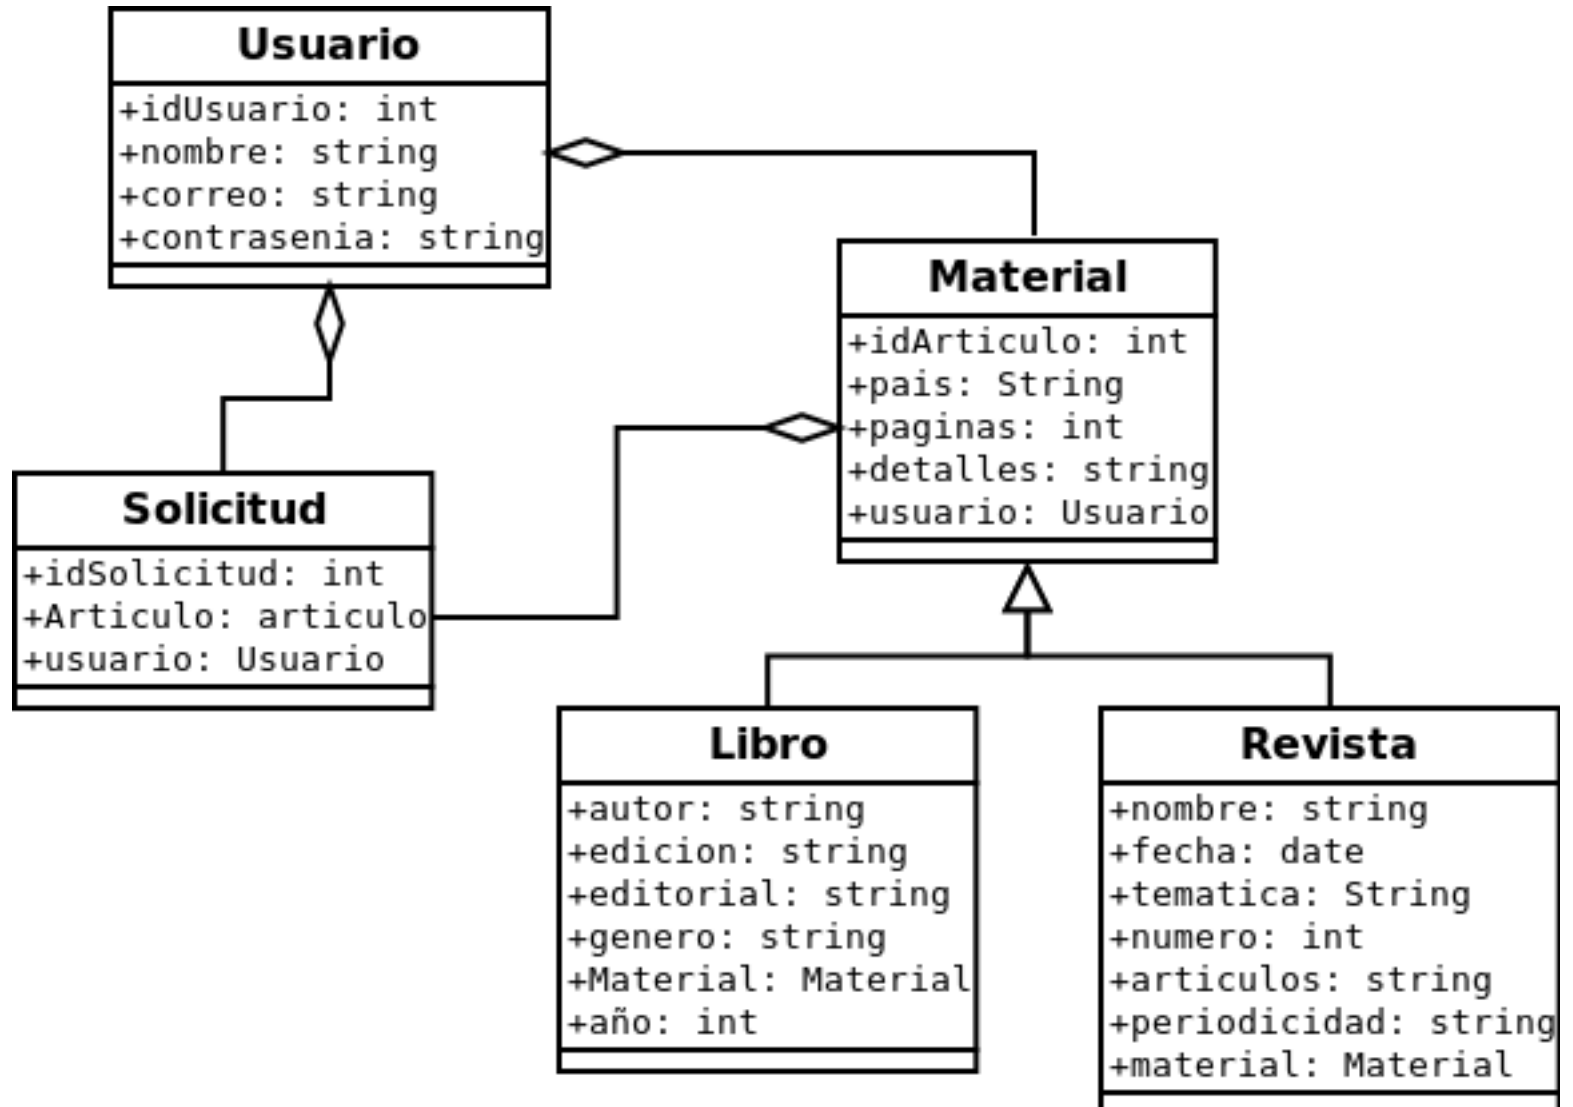 Usuario
+idUsuario: int
+nombre: string
+correo: string
+contrasenia: string
Material
+idArticulo: int
+pais: String
+paginas: int
+detalles: string
+usuario: Usuario
Solicitud
+idSolicitud: int
+Articulo: articulo
+usuario: Usuario
Libro
+autor: string
+edicion: string
+editorial: string
+genero: string
+Material: Material
+año: int
Revista
+nombre: string
+fecha: date
+tematica: String
+numero: int
+articulos: string
+periodicidad: string
+material: Material